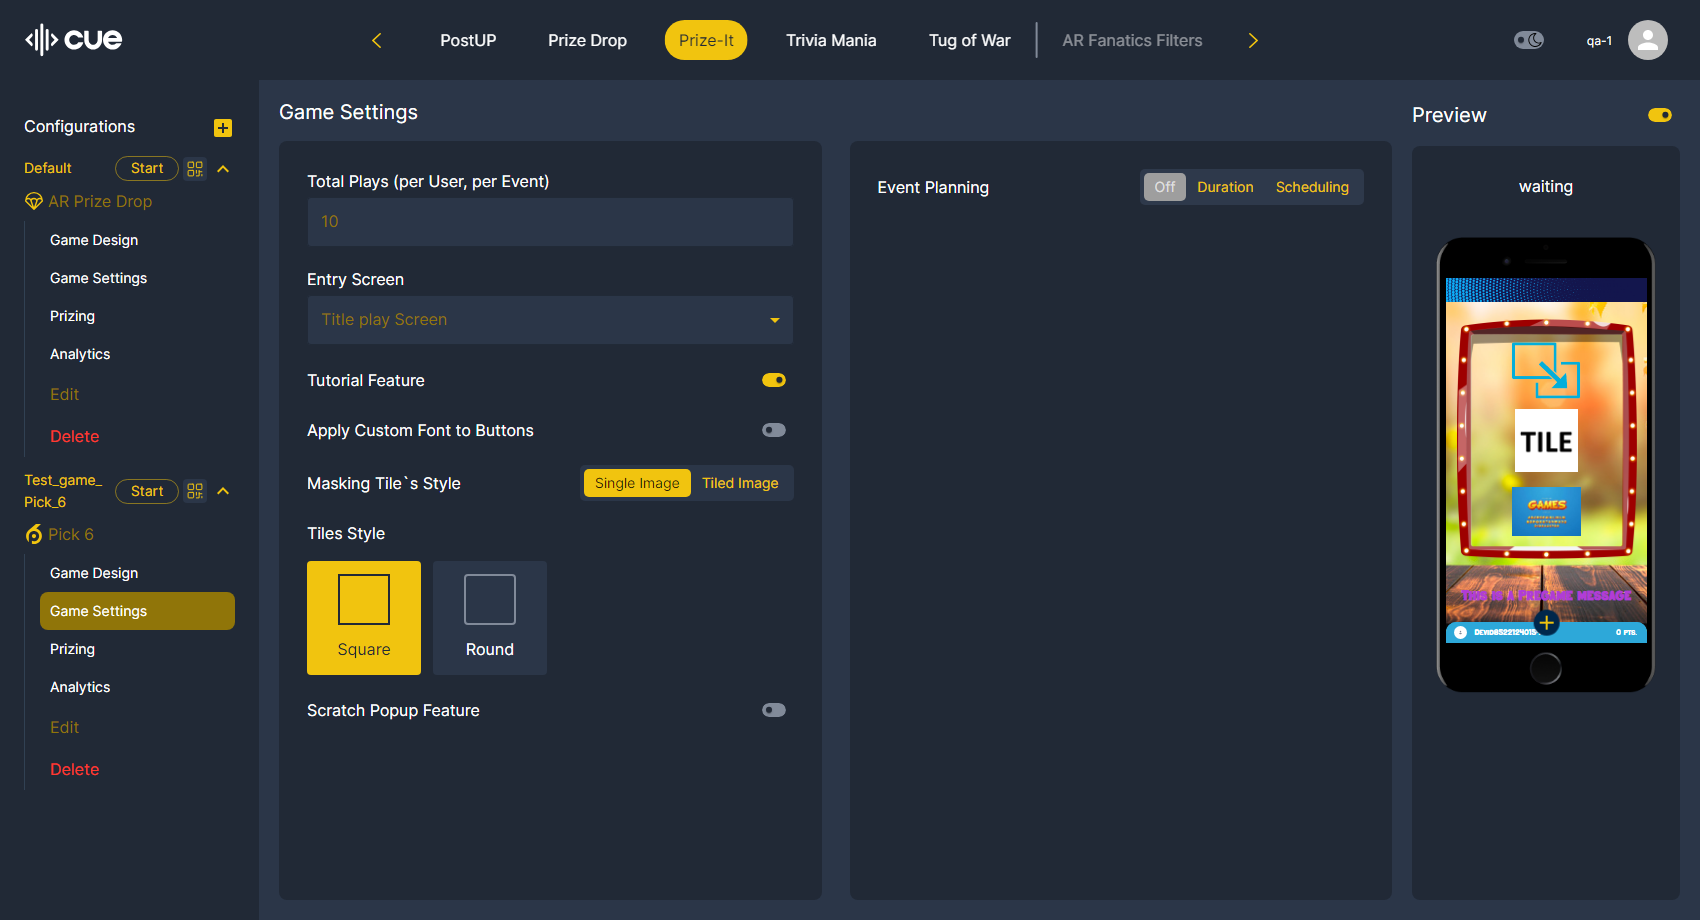 cue
PostUP
Prize Drop
Prize-It
Trivia Mania
Tug of War
AR Fanatics Filters
qa-1
Configurations
Default
Start
AR Prize Drop
Game Design
Game Settings
Prizing
Analytics
Edit
Delete
Test_game_
Pick_6
Start
Pick 6
Game Design
Game Settings
Prizing
Analytics
Edit
Delete
Game Settings
Total Plays (per User, per Event)
10
Entry Screen
Title play Screen
Tutorial Feature
Apply Custom Font to Buttons
Masking Tile`s Style
Single Image
Tiled Image
Tiles Style
Square
Round
Scratch Popup Feature
Event Planning
Off
Duration
Scheduling
Preview
waiting
TILE
GAMES
This is a Pregame message
0 pts.